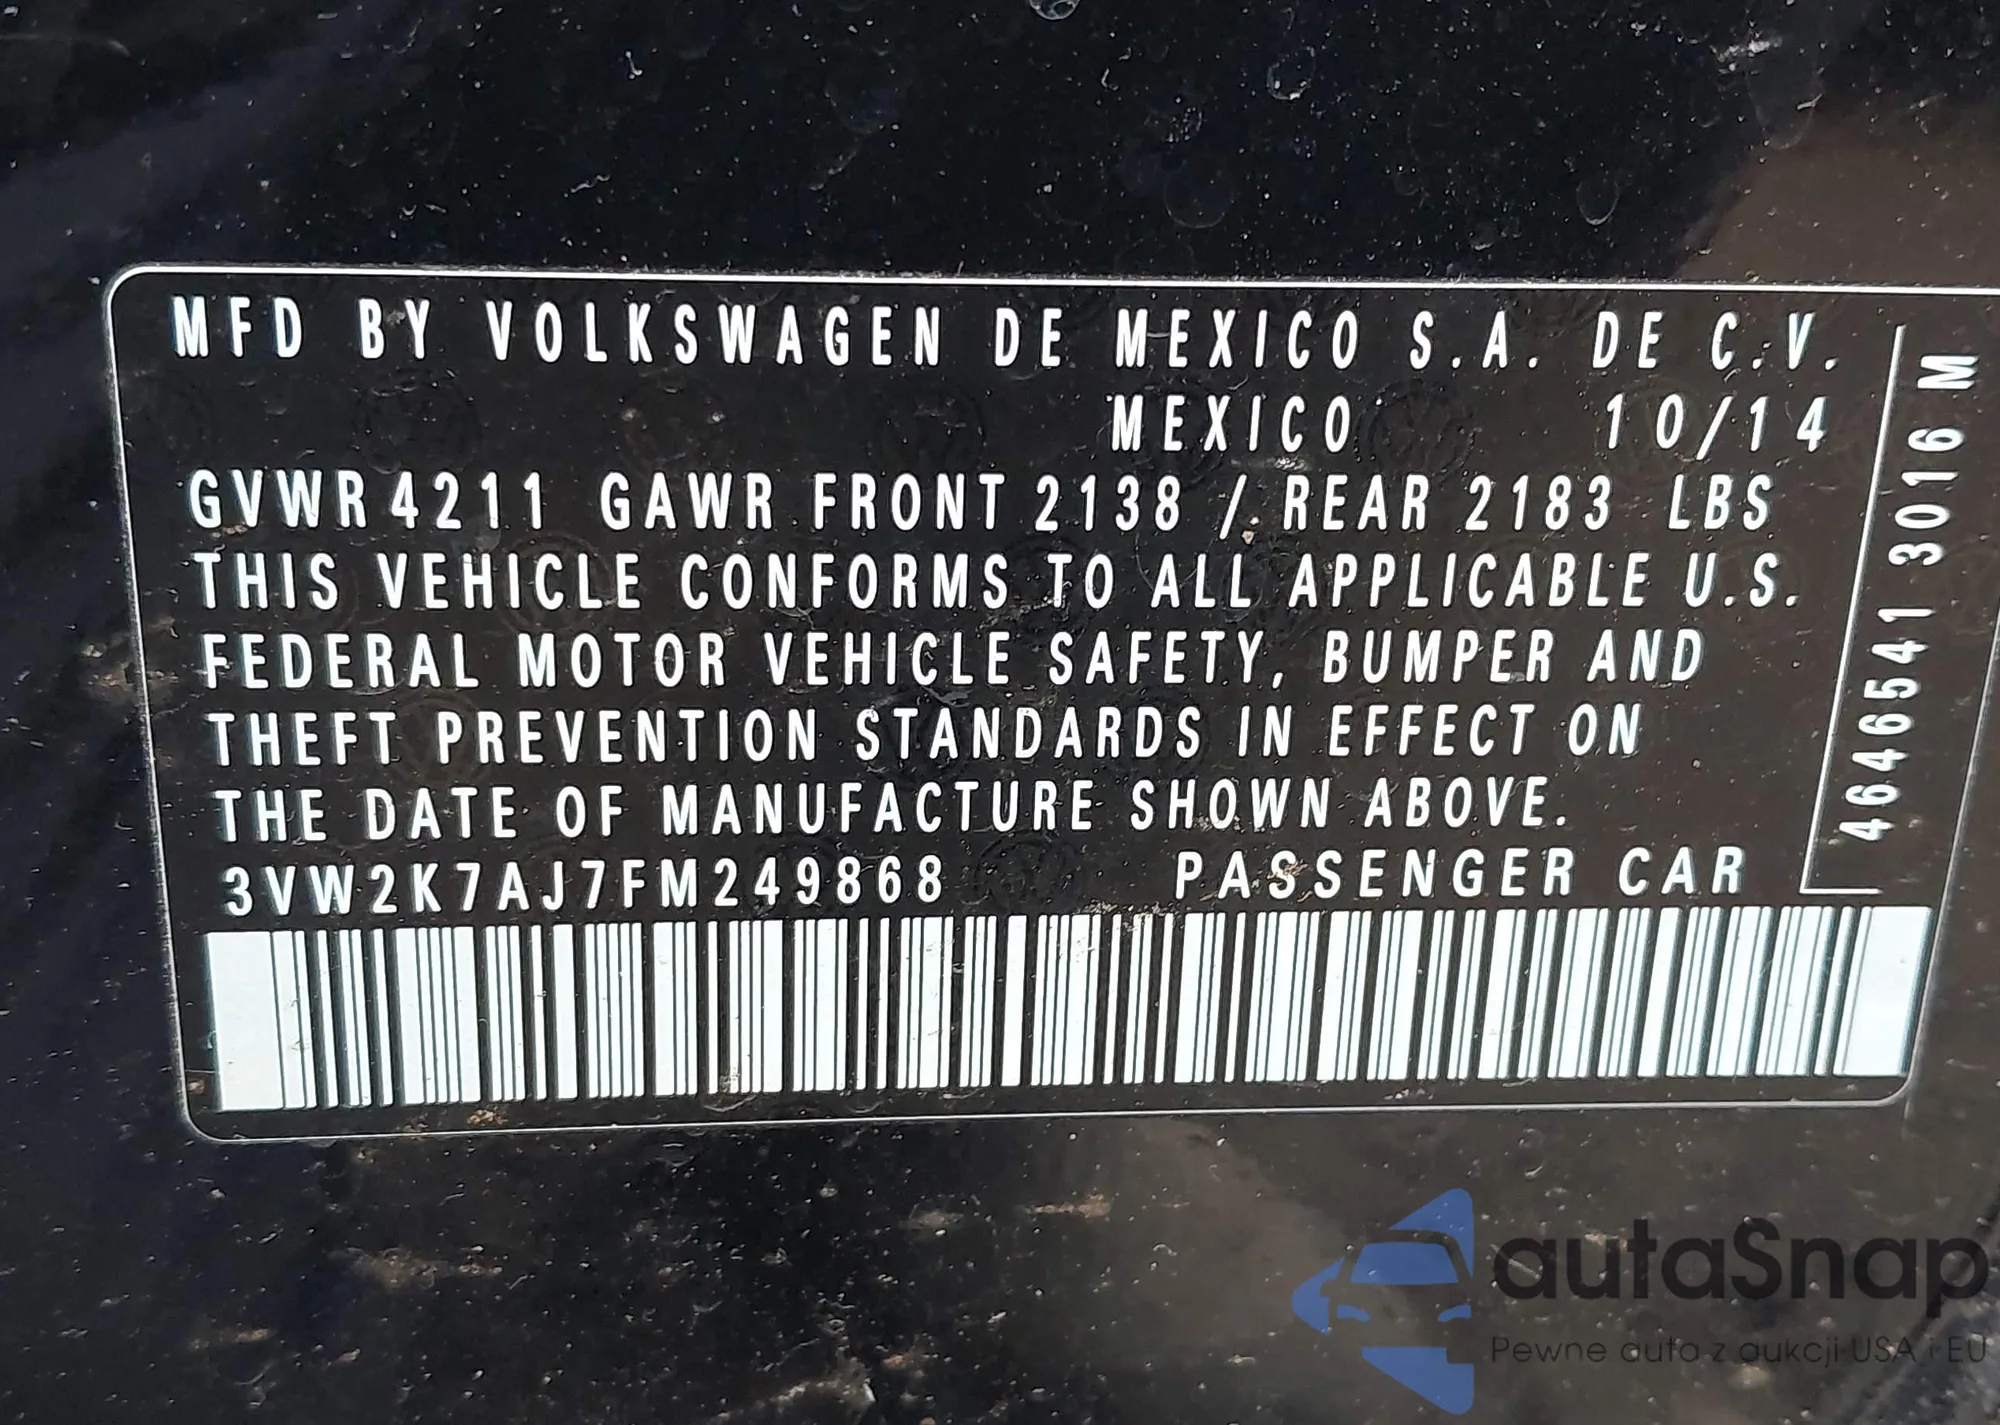 MFD BY VOLKSWAGEN DE MEXICO S.A. DE C.V.
MEXICO 10/14
GVWR 4211 GAWR FRONT 2138 / REAR 2183 LBS
THIS VEHICLE CONFORMS TO ALL APPLICABLE U.S.
FEDERAL MOTOR VEHICLE SAFETY, BUMPER AND
THEFT PREVENTION STANDARDS IN EFFECT ON
THE DATE OF MANUFACTURE SHOWN ABOVE.
3VW2K7AJ7FM249868 PASSENGER CAR
4646541 3016 M
autaSnap
Pewne auta z aukcji USA i EU